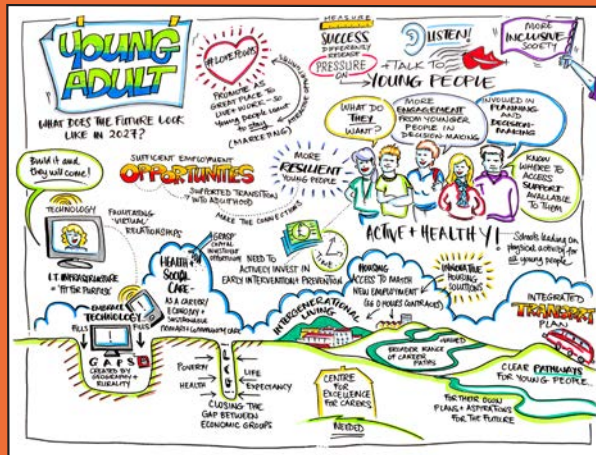 YOUNG
ADULT
WHAT DOES THE FUTURE LOOK
LIKE IN 2027?
#LOVEPEOPLE
PROMOTE AS
GREAT PLACE TO
LIVE + WORK - SO
Young people want
to stay
(MARKETING)
MEASURE
SUCCESS
DIFFERENTLY
RELEASE
PRESSURE
ON
LISTEN!
+TALK TO
YOUNG PEOPLE
MORE
INCLUSIVE
SOCIETY
WHAT DO
THEY
WANT?
MORE
ENGAGEMENT
FROM YOUNGER
PEOPLE IN
DECISION-MAKING
INVOLVED IN
PLANNING
AND
DECISION-
MAKING
KNOW
WHERE TO
ACCESS
SUPPORT
AVAILABLE
TO THEM
Build it and
they will come!
SUFFICIENT EMPLOYMENT
OPPORTUNITIES
SUPPORTED TRANSITION
INTO ADULTHOOD
MAKE THE CONNECTIONS
MORE
RESILIENT
YOUNG PEOPLE
ACTIVE + HEALTHY!
Schools leading on
physical activity for
all young people
TECHNOLOGY
FACILITATING
'VIRTUAL'
RELATIONSHIPS
I.T. INFRASTRUCTURE
= 'FIT FOR PURPOSE'
EMBRACE
TECHNOLOGY
FILLS
FILLS
GAPS
CREATED BY
GEOGRAPHY +
RURALITY
HEALTH +
SOCIAL
CARE -
AS A CAREER/
ECONOMY +
SUSTAINABLE
GRASP
CAPITAL
INVESTMENT
OPPORTUNITY
NEED TO
ACTIVELY INVEST IN
EARLY INTERVENTION + PREVENTION
TIME
HOUSING
ACCESS TO MATCH
NEW EMPLOYMENT
INNOVATIVE
HOUSING
SOLUTIONS
INTERGENERATIONAL
LIVING
BROADER RANGE
OF CAREER
PATHS
VALUED
INTEGRATED
TRANSPORT
PLAN
POVERTY
HEALTH
LIFE
EXPECTANCY
CLOSING THE
GAP BETWEEN
ECONOMIC GROUPS
CENTRE
FOR
EXCELLENCE
FOR CARERS
NEEDED
CLEAR PATHWAYS
FOR YOUNG PEOPLE...
FOR THEIR OWN
PLANS + ASPIRATIONS
FOR THE FUTURE